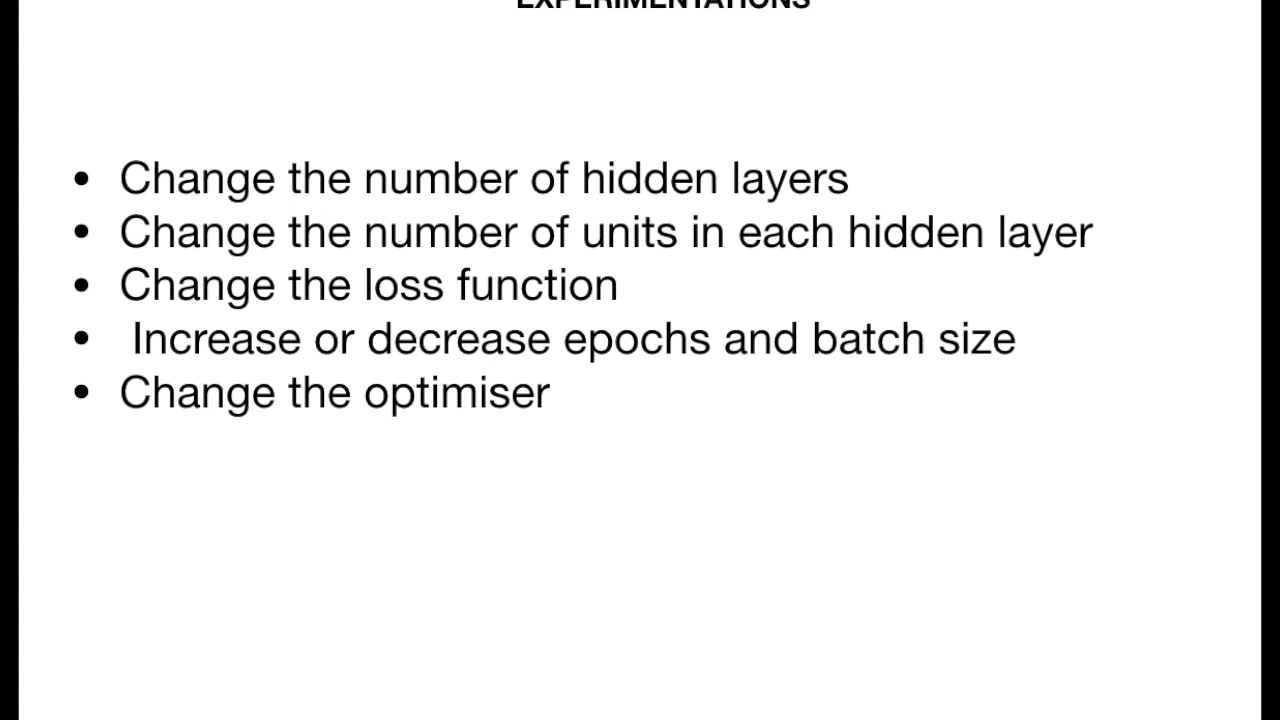 EXPERIMENTATIONS
• Change the number of hidden layers
• Change the number of units in each hidden layer
• Change the loss function
• Increase or decrease epochs and batch size
• Change the optimiser